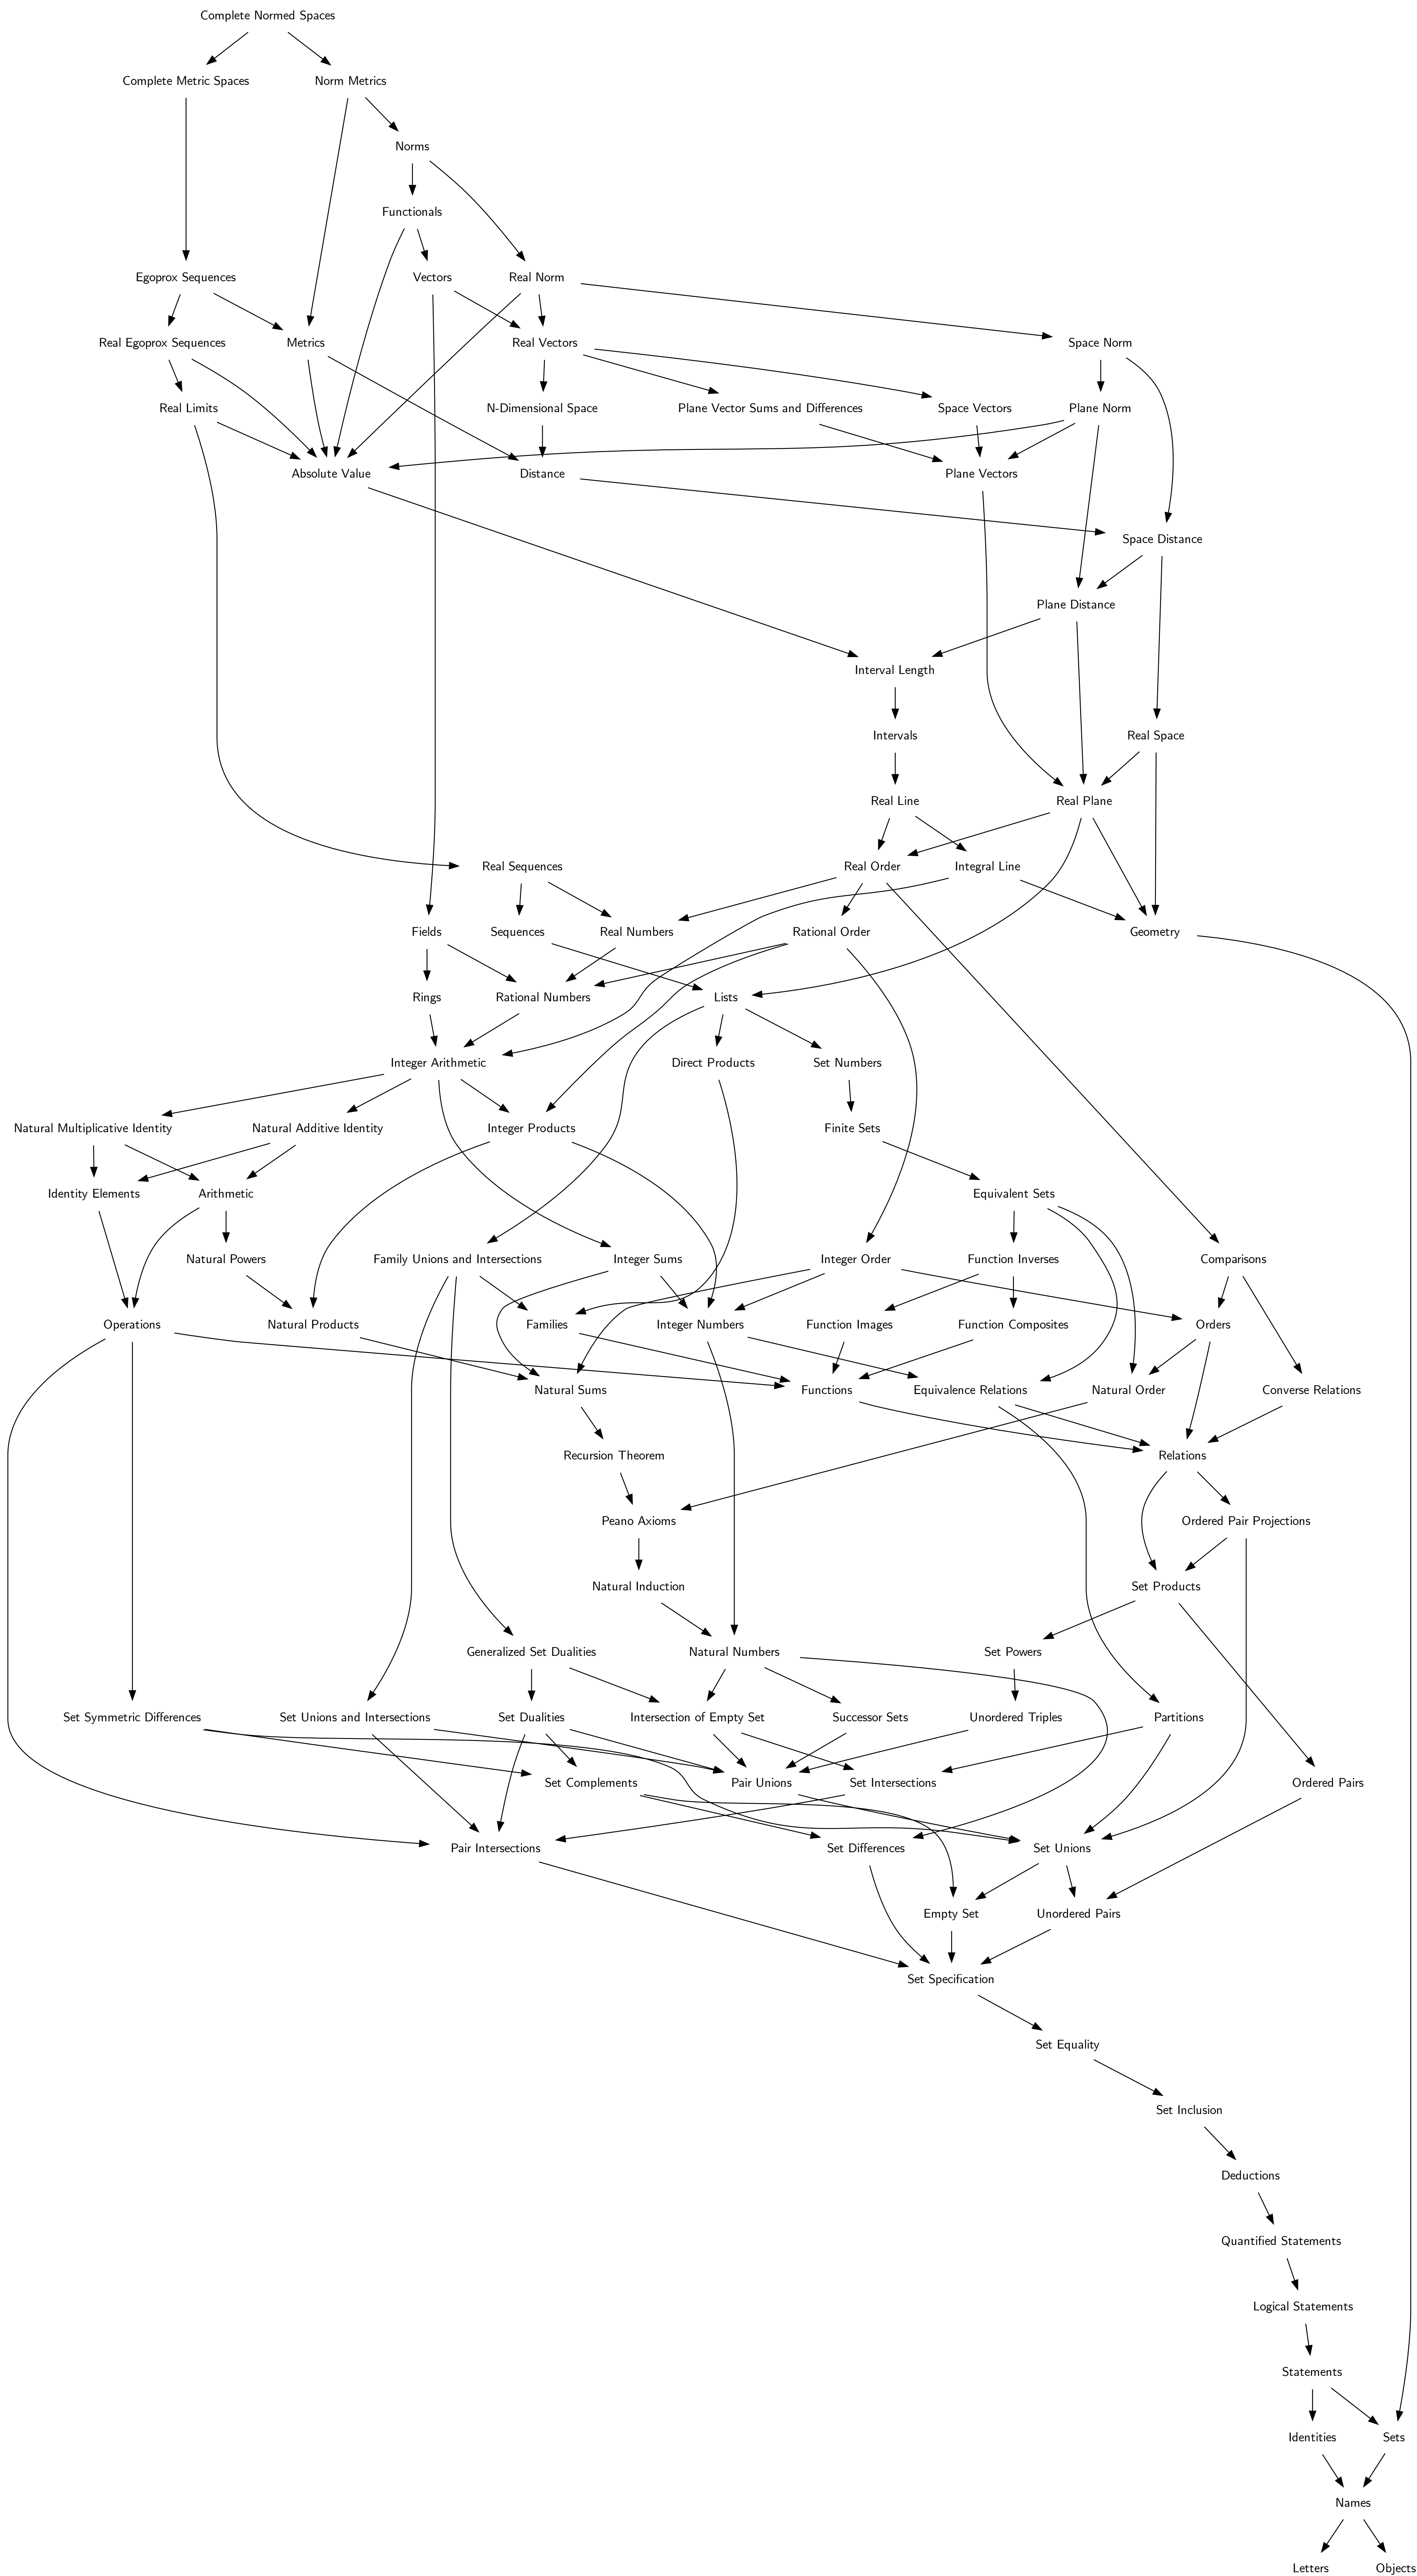 Complete Normed Spaces
Complete Metric Spaces
Norm Metrics
Norms
Functionals
Egoprox Sequences
Vectors
Real Norm
Real Egoprox Sequences
Metrics
Real Vectors
Space Norm
Real Limits
N-Dimensional Space
Plane Vector Sums and Differences
Space Vectors
Plane Norm
Absolute Value
Distance
Plane Vectors
Space Distance
Plane Distance
Interval Length
Intervals
Real Space
Real Line
Real Plane
Real Sequences
Real Order
Integral Line
Fields
Sequences
Real Numbers
Rational Order
Geometry
Rings
Rational Numbers
Lists
Integer Arithmetic
Direct Products
Set Numbers
Natural Multiplicative Identity
Natural Additive Identity
Integer Products
Finite Sets
Identity Elements
Arithmetic
Equivalent Sets
Natural Powers
Family Unions and Intersections
Integer Sums
Integer Order
Function Inverses
Comparisons
Operations
Natural Products
Families
Integer Numbers
Function Images
Function Composites
Orders
Natural Sums
Functions
Equivalence Relations
Natural Order
Converse Relations
Recursion Theorem
Relations
Peano Axioms
Ordered Pair Projections
Natural Induction
Set Products
Generalized Set Dualities
Natural Numbers
Set Powers
Set Symmetric Differences
Set Unions and Intersections
Set Dualities
Intersection of Empty Set
Successor Sets
Unordered Triples
Partitions
Set Complements
Pair Unions
Set Intersections
Ordered Pairs
Pair Intersections
Set Differences
Set Unions
Empty Set
Unordered Pairs
Set Specification
Set Equality
Set Inclusion
Deductions
Quantified Statements
Logical Statements
Statements
Identities
Sets
Names
Letters
Objects